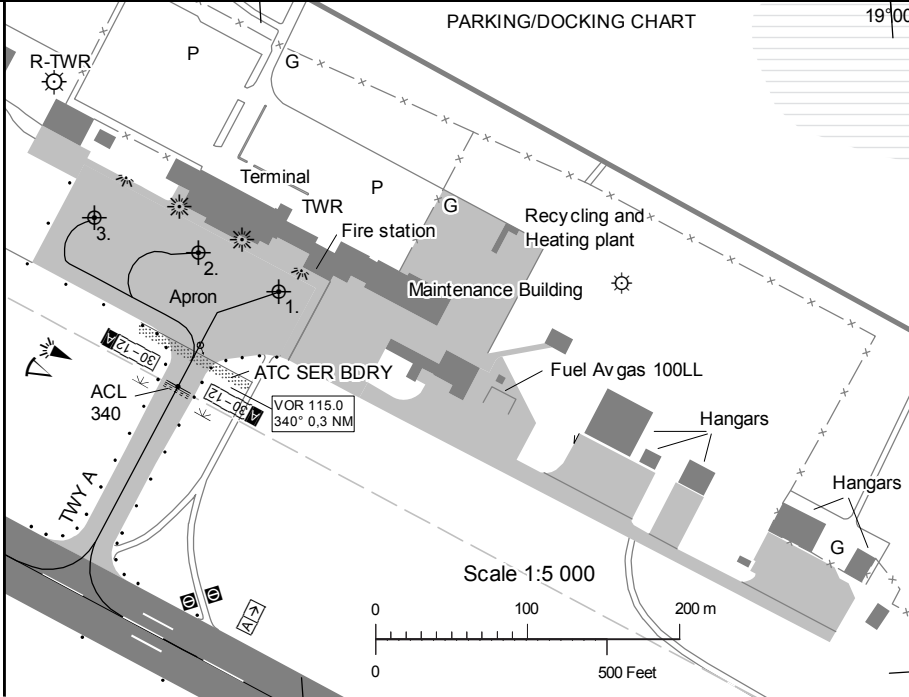 PARKING/DOCKING CHART
19°00
R-TWR
P
G
Terminal
P
TWR
G
Recycling and
Heating plant
Fire station
3.
2.
1.
Apron
Maintenance Building
30-12 A
ATC SER BDRY
Fuel Avgas 100LL
ACL
340
30-12 A
VOR 115.0
340° 0,3 NM
Hangars
Hangars
TWY A
G
Scale 1:5 000
A
0
100
200 m
0
500 Feet